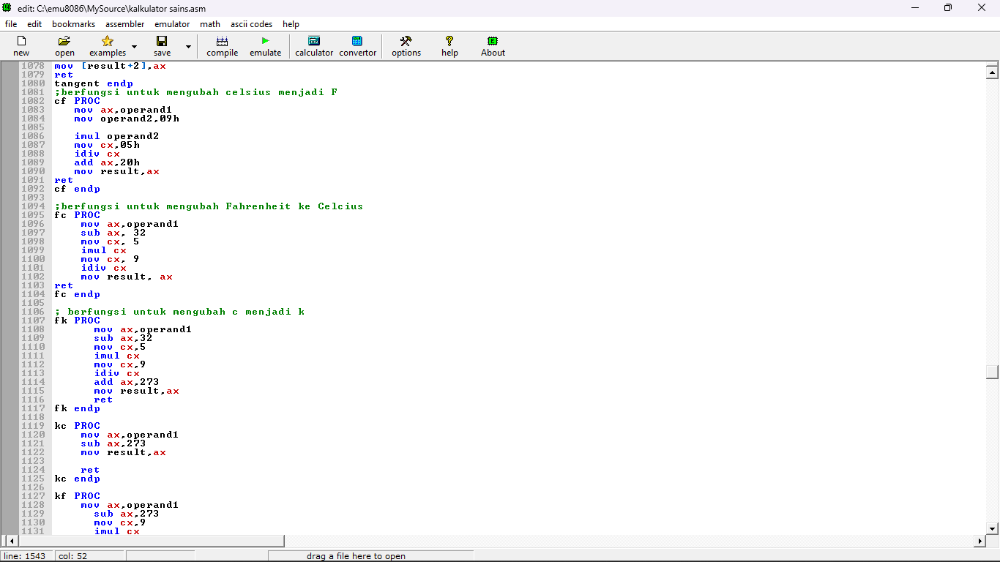 edit: C:\emu8086\MySource\kalkulator sains.asm
file edit bookmarks assembler emulator math ascii codes help
new open examples save compile emulate calculator convertor options help About
1078 mov [result+2],ax
1079 ret
1080 tangent endp
1081 ;berfungsi untuk mengubah celsius menjadi F
1082 cf PROC
1083 mov ax,operand1
1084 mov operand2,09h
1085
1086 imul operand2
1087 mov cx,05h
1088 idiv cx
1089 add ax,20h
1090 mov result,ax
1091 ret
1092 cf endp
1093
1094 ;berfungsi untuk mengubah Fahrenheit ke Celcius
1095 fc PROC
1096 mov ax,operand1
1097 sub ax, 32
1098 mov cx, 5
1099 imul cx
1100 mov cx, 9
1101 idiv cx
1102 mov result, ax
1103 ret
1104 fc endp
1105
1106 ; berfungsi untuk mengubah c menjadi k
1107 fk PROC
1108 mov ax,operand1
1109 sub ax,32
1110 mov cx,5
1111 imul cx
1112 mov cx,9
1113 idiv cx
1114 add ax,273
1115 mov result,ax
1116 ret
1117 fk endp
1118
1119 kc PROC
1120 mov ax,operand1
1121 sub ax,273
1122 mov result,ax
1123
1124 ret
1125 kc endp
1126
1127 kf PROC
1128 mov ax,operand1
1129 sub ax,273
1130 mov cx,9
1131 imul cx
line: 1543 col: 52 drag a file here to open